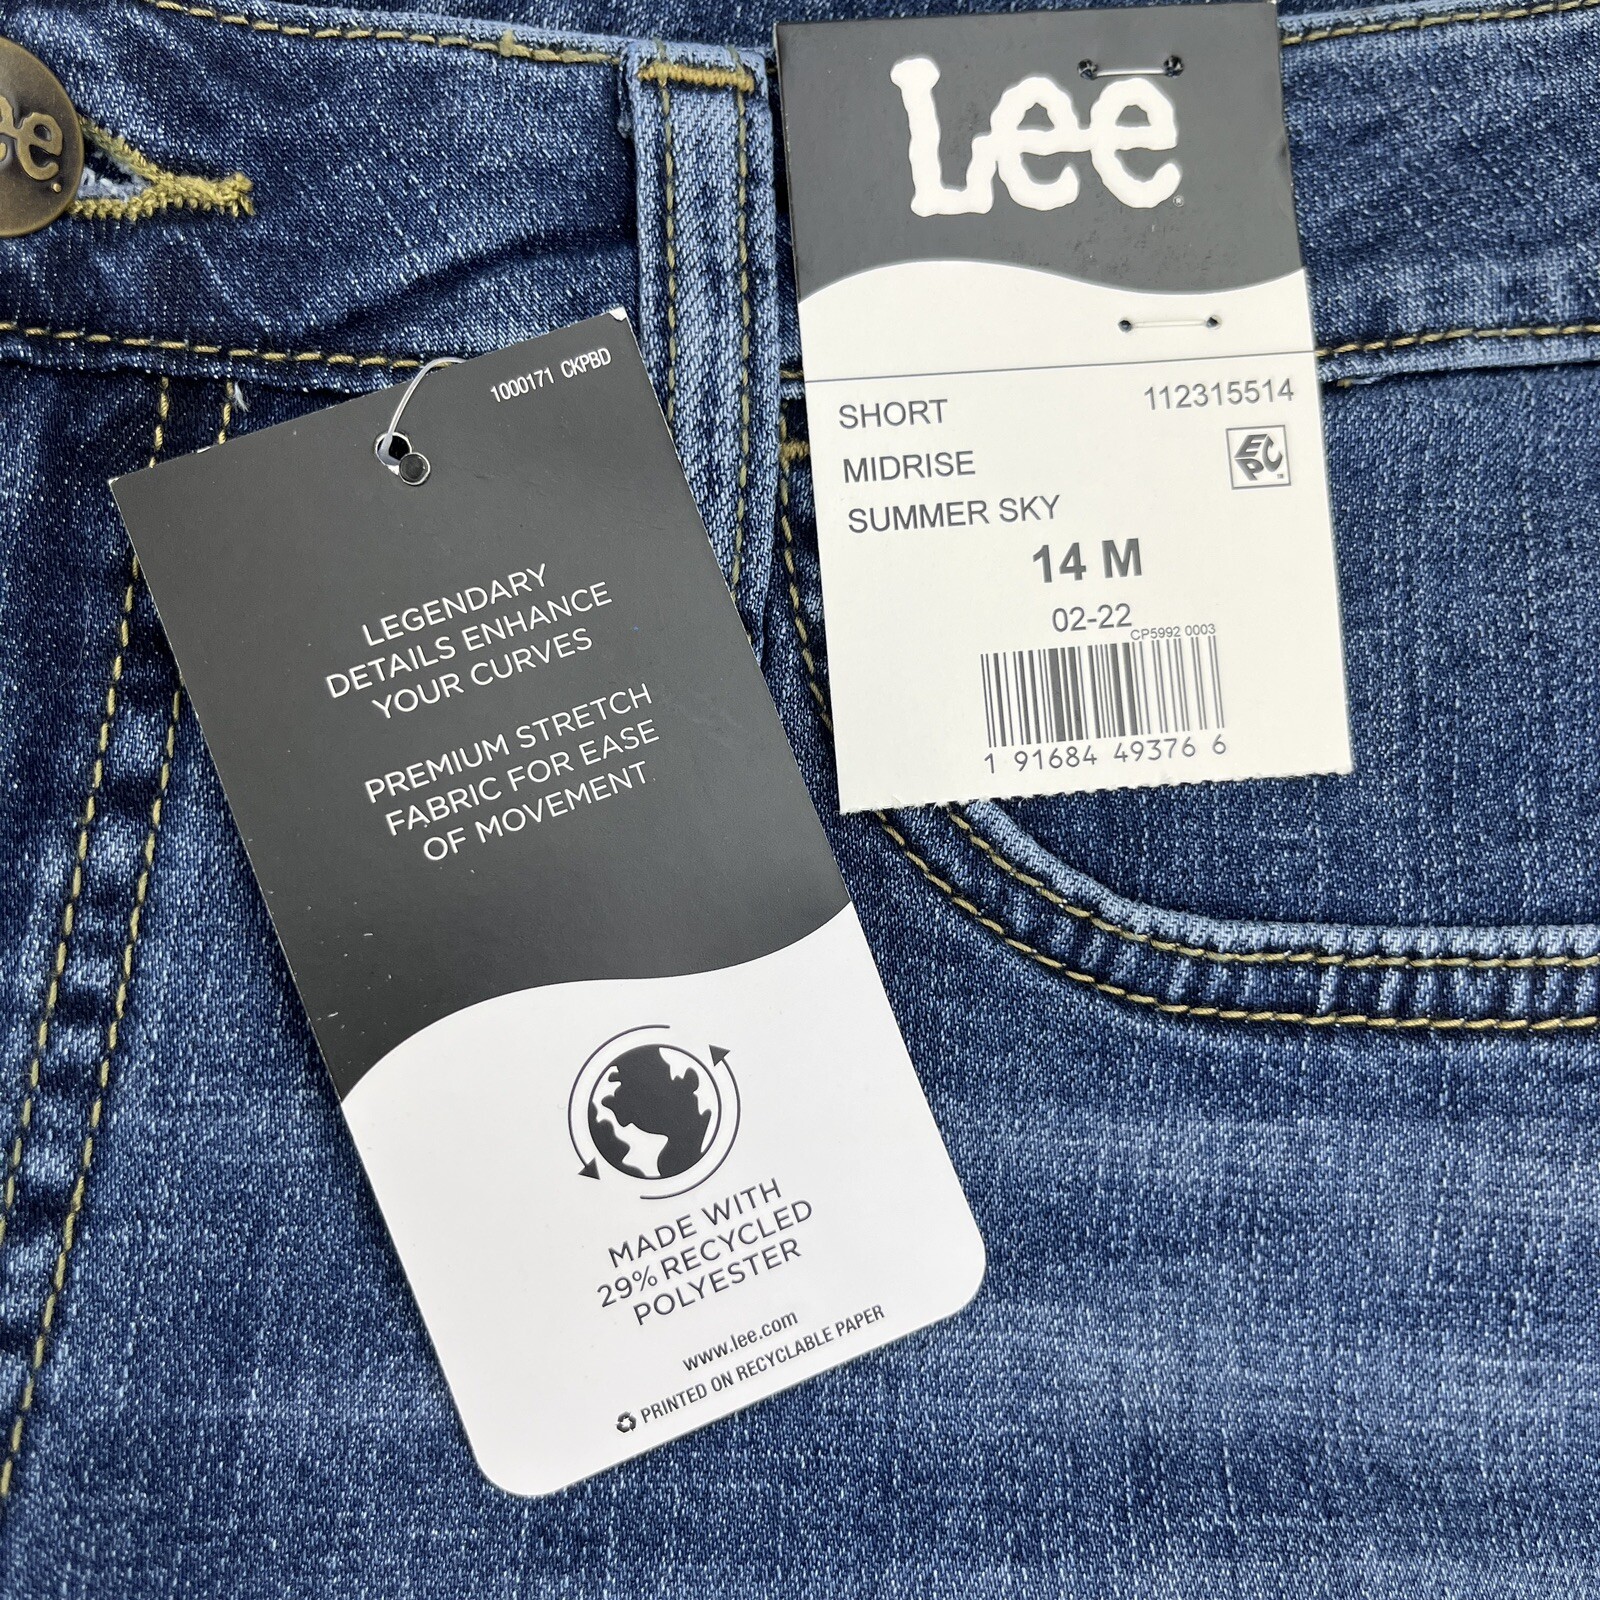 ee.
Lee
SHORT 112315514
MIDRISE
EPC
SUMMER SKY
14 M
02-22
CP5992 0003
1 91684 49376 6
1000171 CKPBD
LEGENDARY
DETAILS ENHANCE
YOUR CURVES
PREMIUM STRETCH
FABRIC FOR EASE
OF MOVEMENT
MADE WITH
29% RECYCLED
POLYESTER
www.lee.com
PRINTED ON RECYCLABLE PAPER